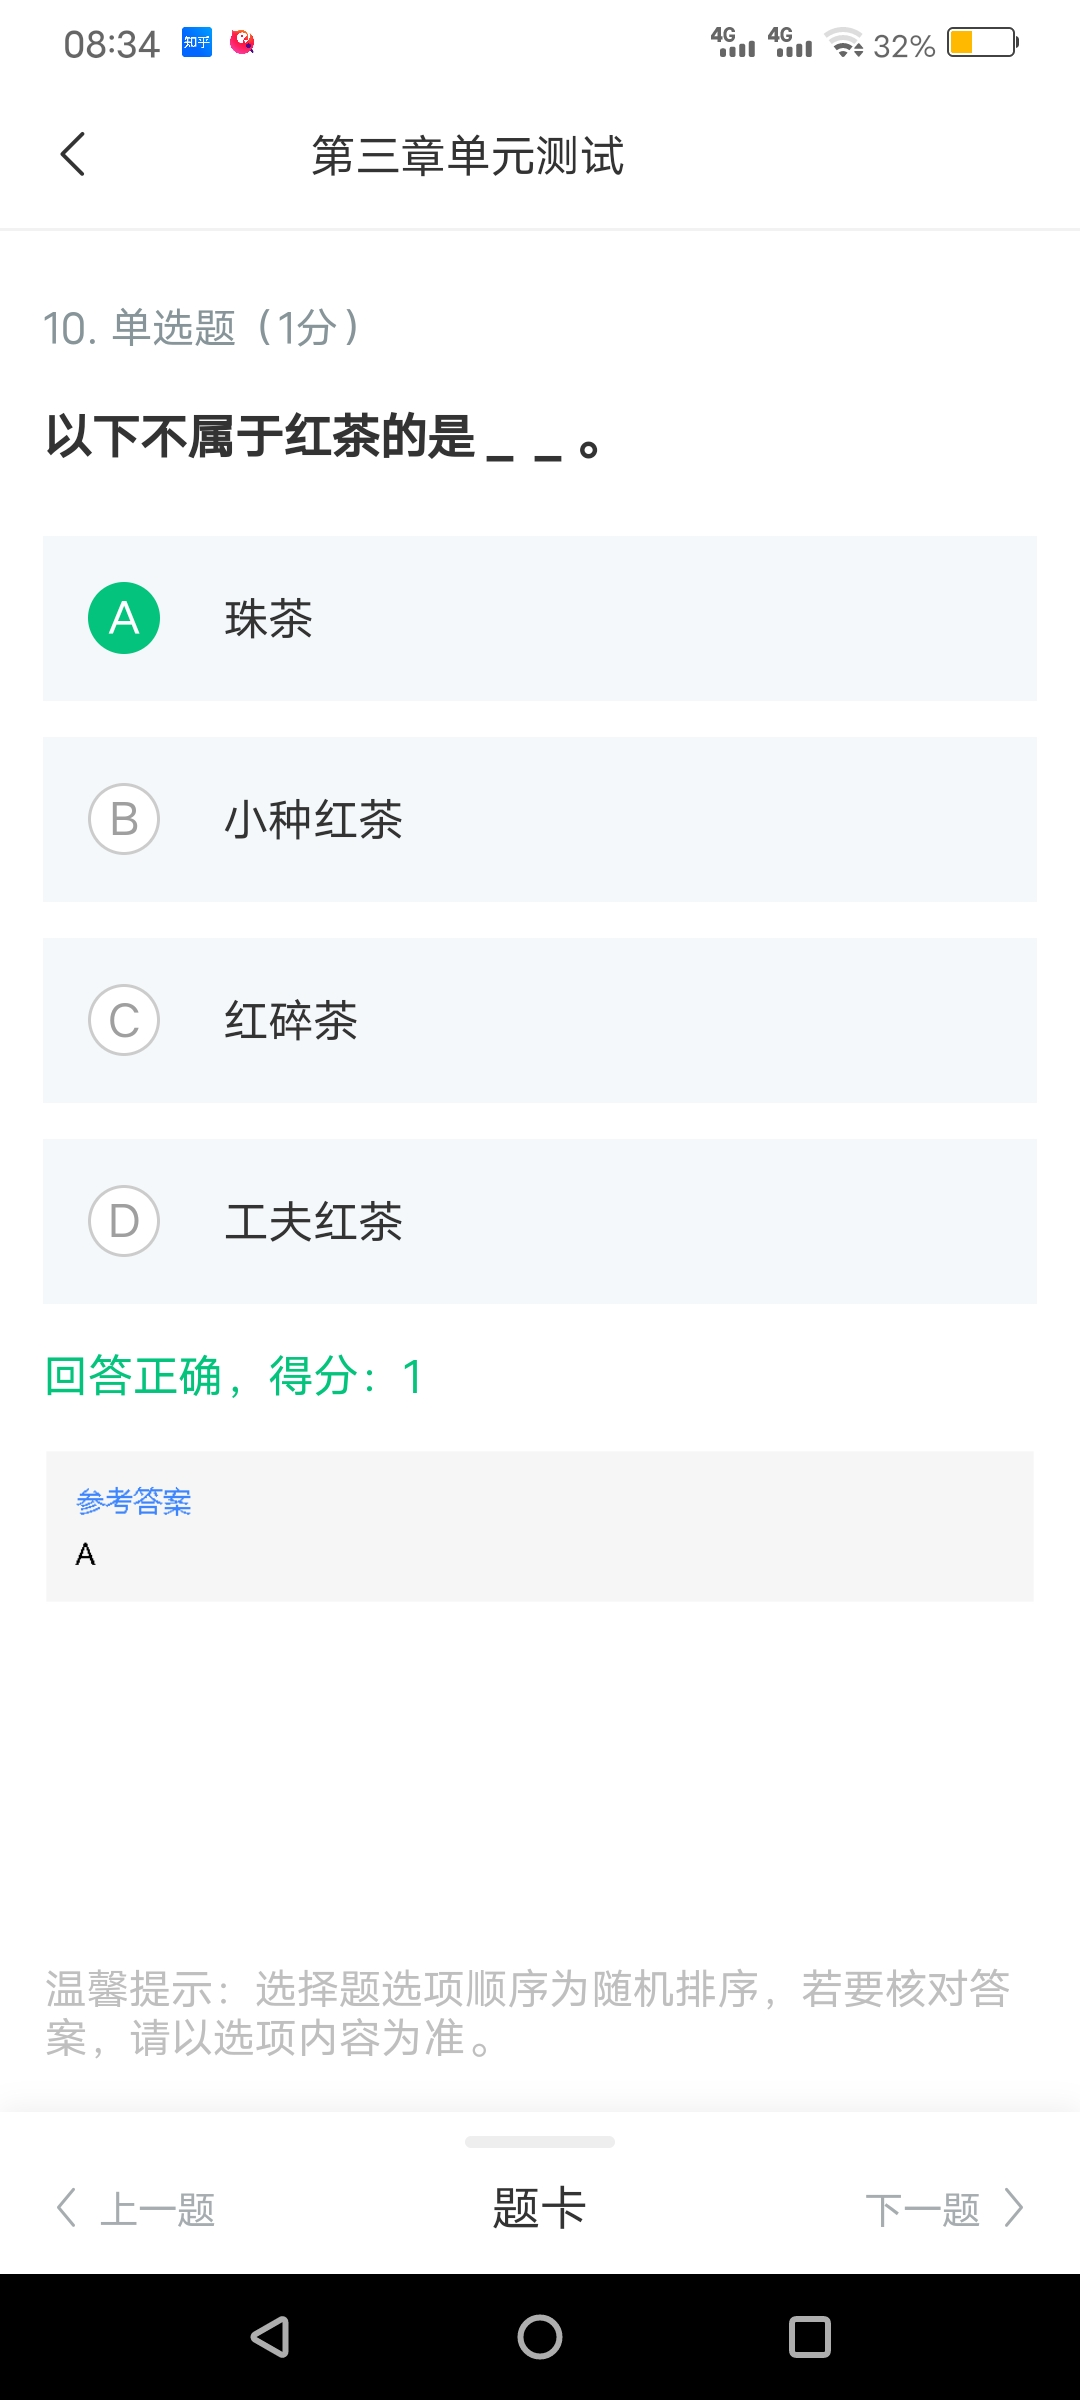 08:34 知乎 4G 4G 32%
第三章单元测试
10. 单选题（1分）
以下不属于红茶的是_ _。
A 珠茶
B 小种红茶
C 红碎茶
D 工夫红茶
回答正确，得分：1
参考答案
A
温馨提示：选择题选项顺序为随机排序，若要核对答
案，请以选项内容为准。
上一题 题卡 下一题